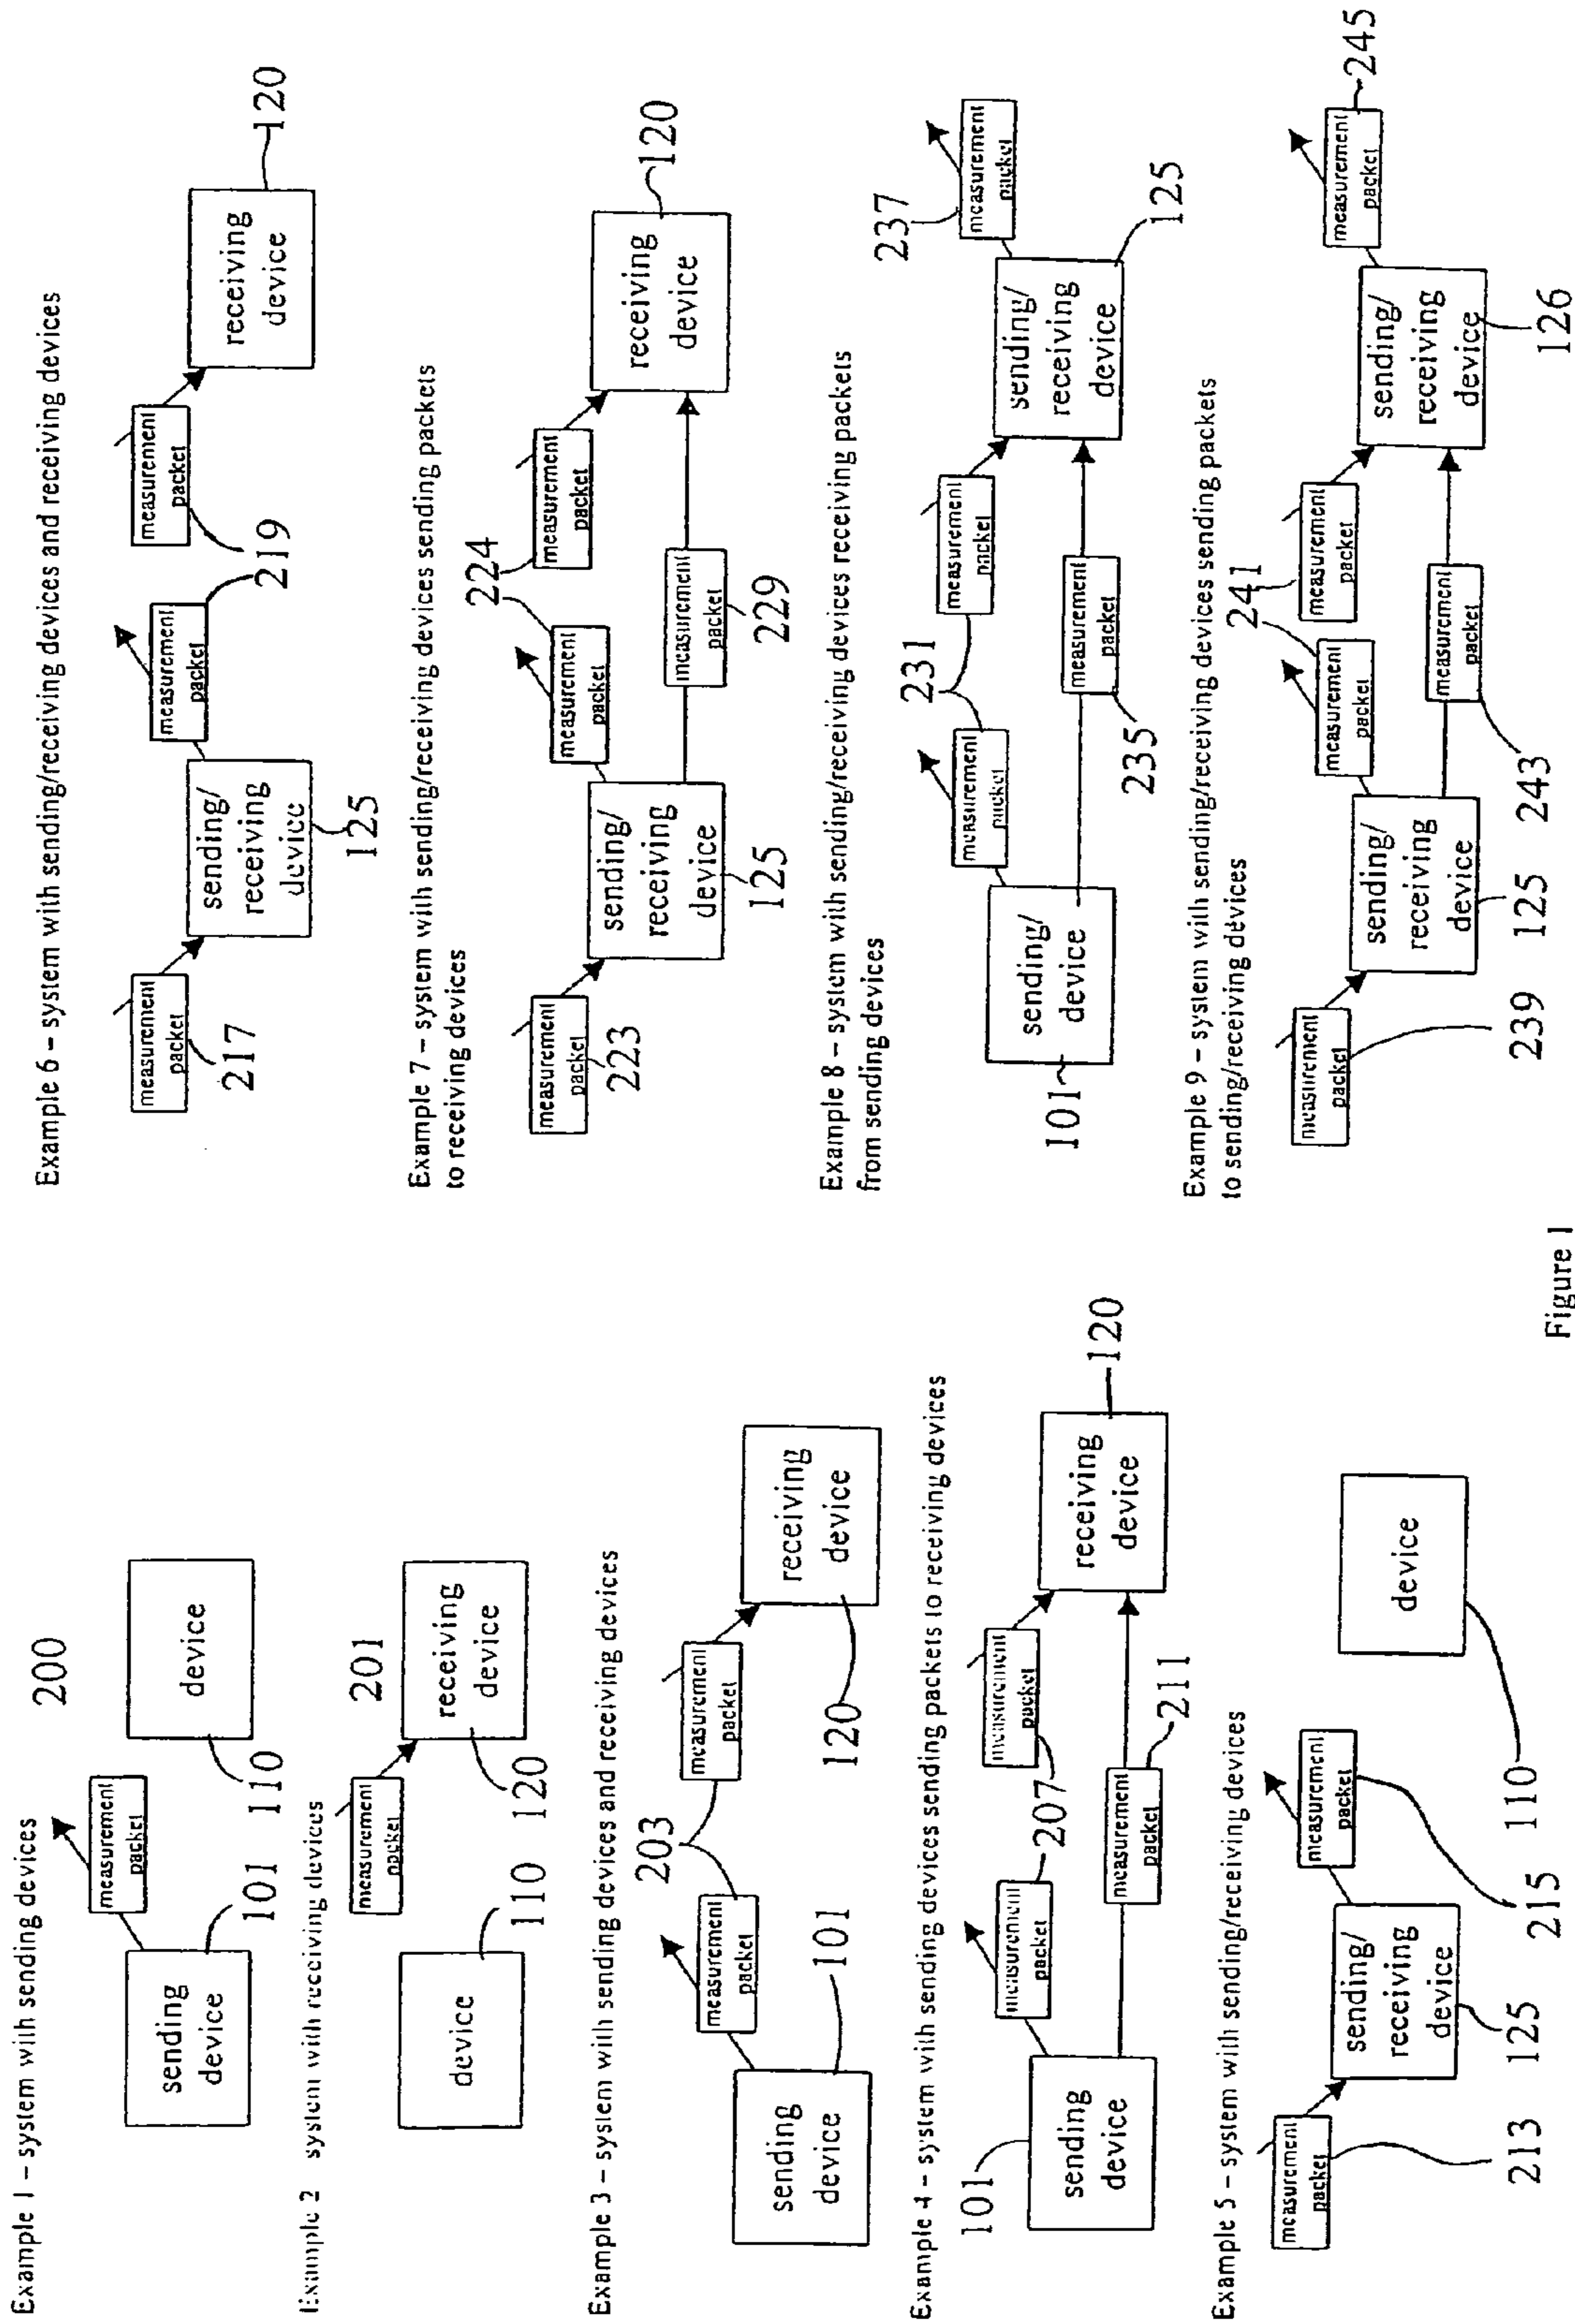 Example 1 – system with sending devices
200
measurement
packet
sending
device
device
101
110
Example 2 system with receiving devices
201
measurement
packet
device
receiving
device
110
120
Example 3 – system with sending devices and receiving devices
203
measurement
packet
measurement
packet
sending
device
receiving
device
101
120
Example 4 – system with sending devices sending packets to receiving devices
101
measurement
packet
measurement
packet
207
sending
device
receiving
device
120
measurement
packet
211
Example 5 – system with sending/receiving devices
measurement
packet
measurement
packet
sending/
receiving
device
device
213
125
215
110
Example 6 – system with sending/receiving devices and receiving devices
measurement
packet
measurement
packet
measurement
packet
217
219
sending/
receiving
device
receiving
device
125
120
Example 7 – system with sending/receiving devices sending packets
to receiving devices
224
measurement
packet
measurement
packet
measurement
packet
223
sending/
receiving
device
receiving
device
120
measurement
packet
125
229
Example 8 – system with sending/receiving devices receiving packets
from sending devices
237
231
measurement
packet
measurement
packet
measurement
packet
sending/
device
sending/
receiving
device
101
measurement
packet
235
125
Example 9 – system with sending/receiving devices sending packets
to sending/receiving devices
241
245
measurement
packet
measurement
packet
measurement
packet
measurement
packet
sending/
receiving
device
sending/
receiving
device
measurement
packet
239
125
243
126
Figure 1